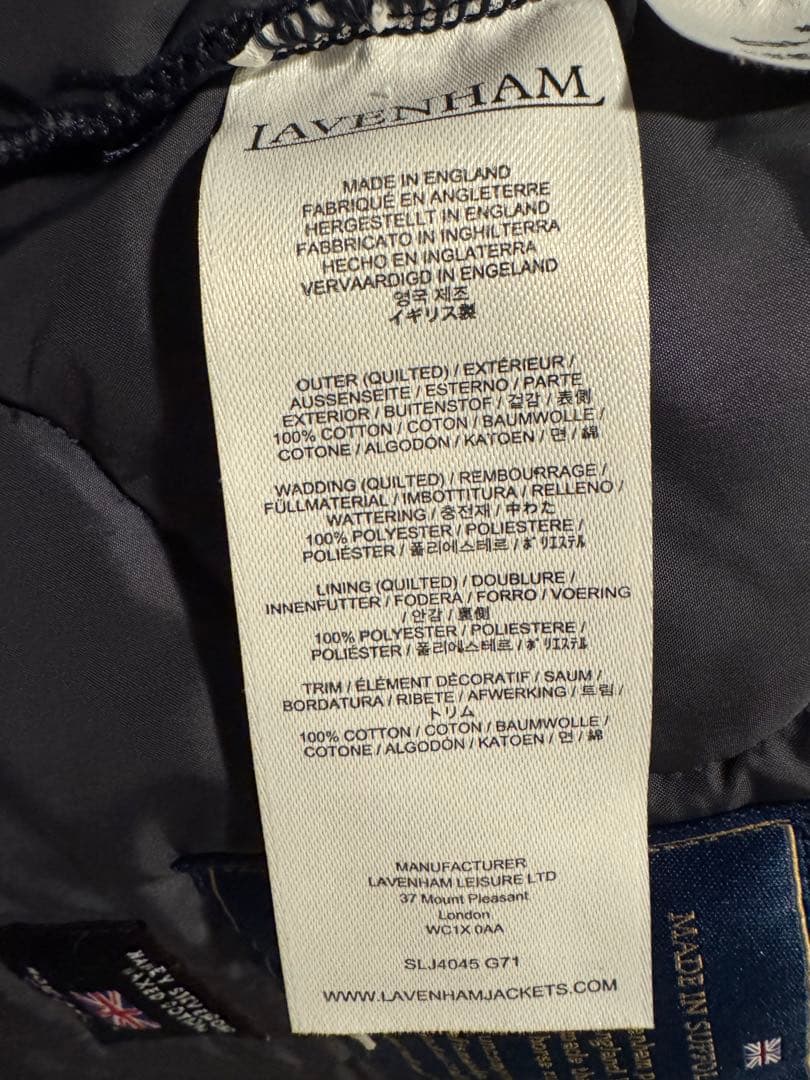 LAVENHAM
MADE IN ENGLAND
FABRIQUÉ EN ANGLETERRE
HERGESTELLT IN ENGLAND
FABBRICATO IN INGHILTERRA
HECHO EN INGLATERRA
VERVAARDIGD IN ENGELAND
영국 제조
イギリス製
OUTER (QUILTED) / EXTÉRIEUR /
AUSSENSEITE / ESTERNO / PARTE
EXTERIOR / BUITENSTOF / 겉감 / 表側
100% COTTON / COTON / BAUMWOLLE /
COTONE / ALGODÓN / KATOEN / 면 / 綿
WADDING (QUILTED) / REMBOURRAGE /
FÜLLMATERIAL / IMBOTTITURA / RELLENO /
WATTERING / 충전재 / 中わた
100% POLYESTER / POLIESTERE /
POLIÉSTER / 폴리에스테르 / ﾎﾟﾘｴｽﾃﾙ
LINING (QUILTED) / DOUBLURE /
INNENFUTTER / FODERA / FORRO / VOERING
/ 안감 / 裏側
100% POLYESTER / POLIESTERE /
POLIÉSTER / 폴리에스테르 / ﾎﾟﾘｴｽﾃﾙ
TRIM / ÉLÉMENT DÉCORATIF / SAUM /
BORDATURA / RIBETE / AFWERKING / 트림 /
トリム
100% COTTON / COTON / BAUMWOLLE /
COTONE / ALGODÓN / KATOEN / 면 / 綿
MANUFACTURER
LAVENHAM LEISURE LTD
37 Mount Pleasant
London
WC1X 0AA
SLJ4045 G71
WWW.LAVENHAMJACKETS.COM
MADE IN